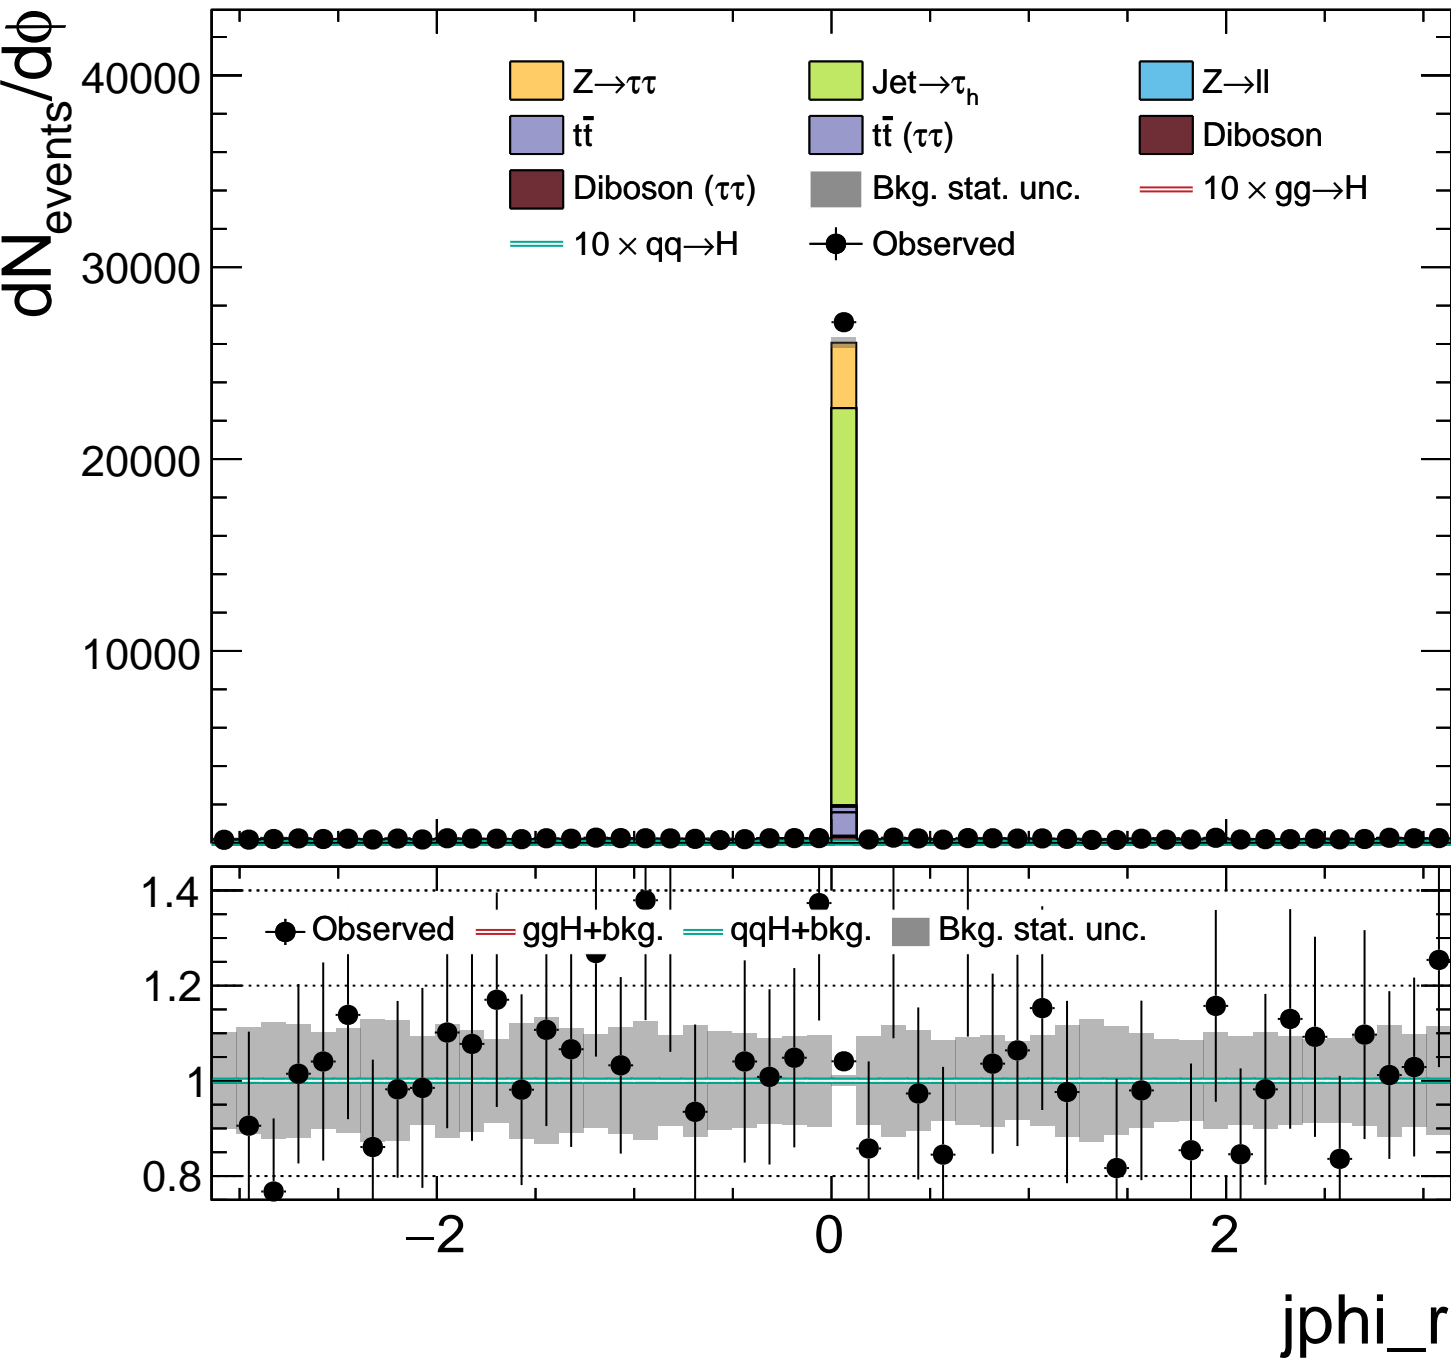 dN_events/dϕ
40000
30000
20000
10000
Z→ττ Jet→τ_h Z→ll
tt̄ tt̄ (ττ) Diboson
Diboson (ττ) Bkg. stat. unc. 10 × gg→H
10 × qq→H Observed
1.4
1.2
1
0.8
Observed ggH+bkg. qqH+bkg. Bkg. stat. unc.
−2 0 2
jphi_r